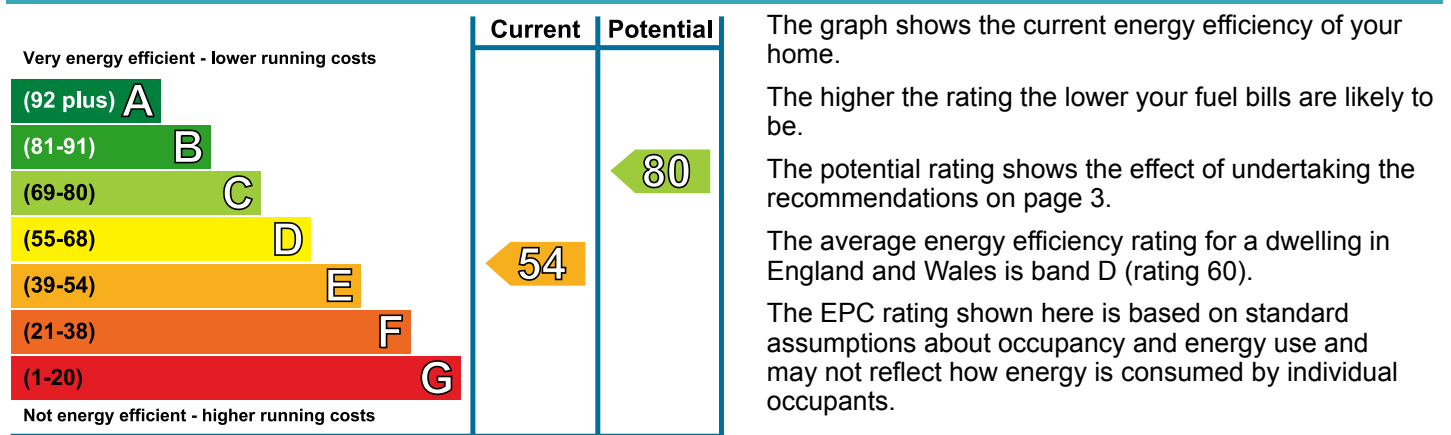 Current Potential
Very energy efficient - lower running costs
(92 plus) A
(81-91) B
(69-80) C
(55-68) D
(39-54) E
(21-38) F
(1-20) G
Not energy efficient - higher running costs
80
54
The graph shows the current energy efficiency of your
home.
The higher the rating the lower your fuel bills are likely to
be.
The potential rating shows the effect of undertaking the
recommendations on page 3.
The average energy efficiency rating for a dwelling in
England and Wales is band D (rating 60).
The EPC rating shown here is based on standard
assumptions about occupancy and energy use and
may not reflect how energy is consumed by individual
occupants.